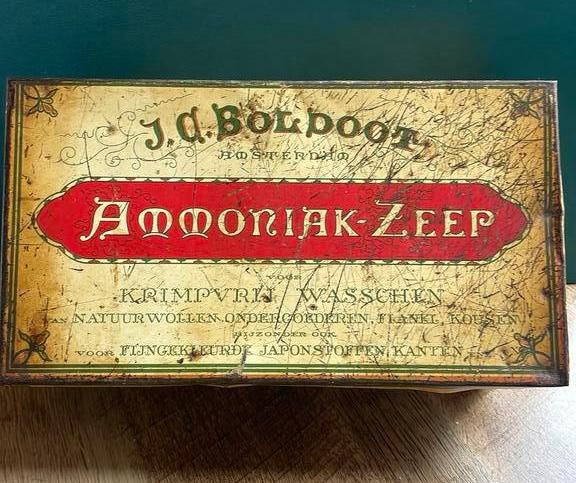 J.C. BOLDOOT.
AMSTERDAM
AMMONIAK-ZEEP
VOOR
KRIMPVRIJ WASSCHEN
VAN NATUURWOLLEN ONDERGOEDEREN, FLANEL, KOUSEN
BIJZONDER OOK
VOOR FIJNGEKLEURDE JAPONSTOFFEN, KANTEN,